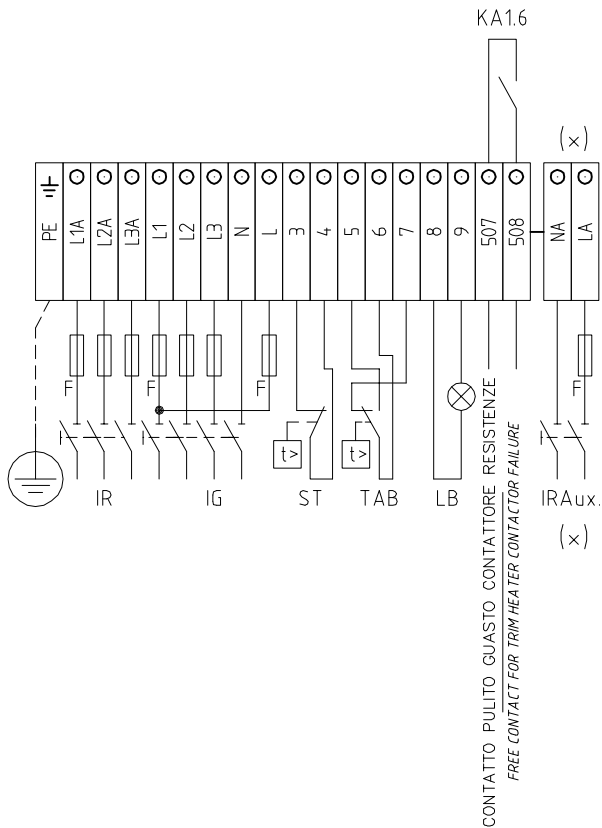 KA1.6
(x)
PE
L1A
L2A
L3A
L1
L2
L3
N
L
3
4
5
6
7
8
9
507
508
NA
LA
F
F
F
F
t>
t>
IR
IG
ST
TAB
LB
IRAux.
(x)
CONTATTO PULITO GUASTO CONTATTORE RESISTENZE
FREE CONTACT FOR TRIM HEATER CONTACTOR FAILURE